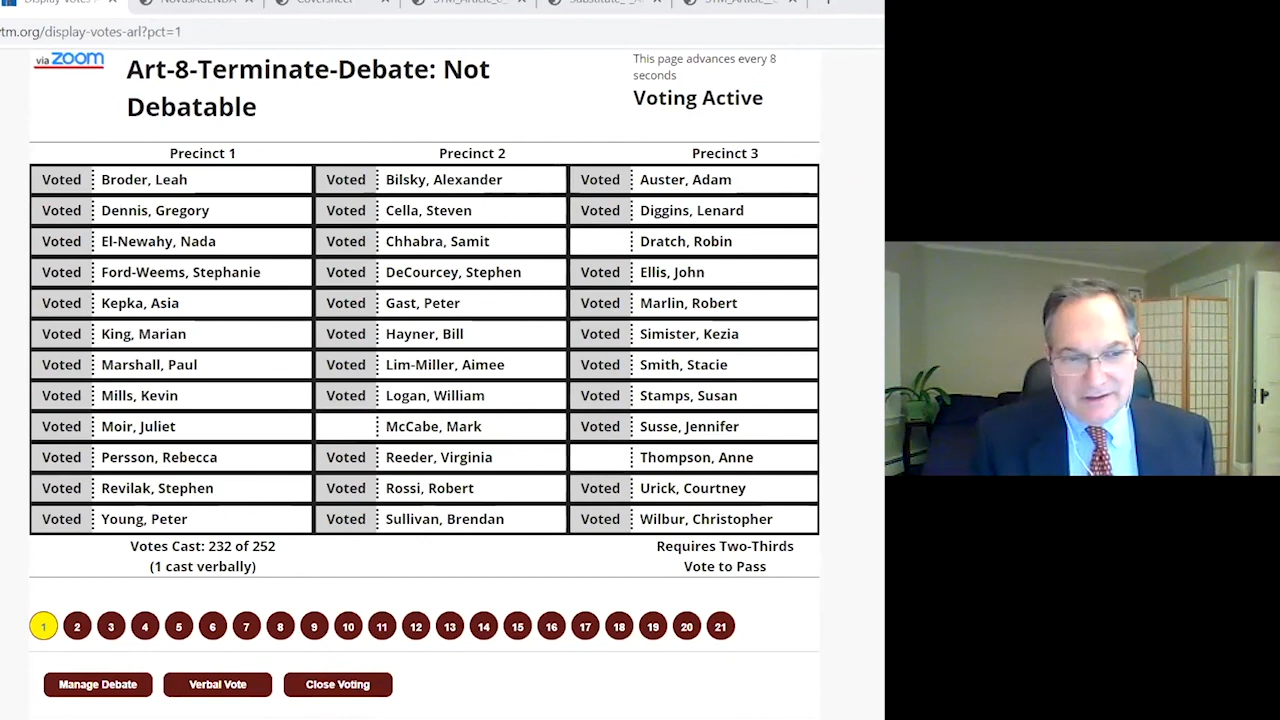 Display Votes A
NovusAGENDA
Coversheet
STM_Article_8_
Substitute_
STM_Article_
tm.org/display-votes-arl?pct=1
via zoom
Art-8-Terminate-Debate: Not
Debatable
This page advances every 8
seconds
Voting Active
Precinct 1 Precinct 2 Precinct 3
Voted Broder, Leah Voted Bilsky, Alexander Voted Auster, Adam
Voted Dennis, Gregory Voted Cella, Steven Voted Diggins, Lenard
Voted El-Newahy, Nada Voted Chhabra, Samit Dratch, Robin
Voted Ford-Weems, Stephanie Voted DeCourcey, Stephen Voted Ellis, John
Voted Kepka, Asia Voted Gast, Peter Voted Marlin, Robert
Voted King, Marian Voted Hayner, Bill Voted Simister, Kezia
Voted Marshall, Paul Voted Lim-Miller, Aimee Voted Smith, Stacie
Voted Mills, Kevin Voted Logan, William Voted Stamps, Susan
Voted Moir, Juliet McCabe, Mark Voted Susse, Jennifer
Voted Persson, Rebecca Voted Reeder, Virginia Thompson, Anne
Voted Revilak, Stephen Voted Rossi, Robert Voted Urick, Courtney
Voted Young, Peter Voted Sullivan, Brendan Voted Wilbur, Christopher
Votes Cast: 232 of 252 Requires Two-Thirds
(1 cast verbally) Vote to Pass
1 2 3 4 5 6 7 8 9 10 11 12 13 14 15 16 17 18 19 20 21
Manage Debate Verbal Vote Close Voting